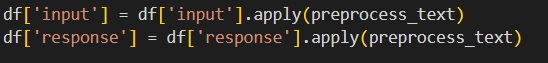 df['input'] = df['input'].apply(preprocess_text)
df['response'] = df['response'].apply(preprocess_text)